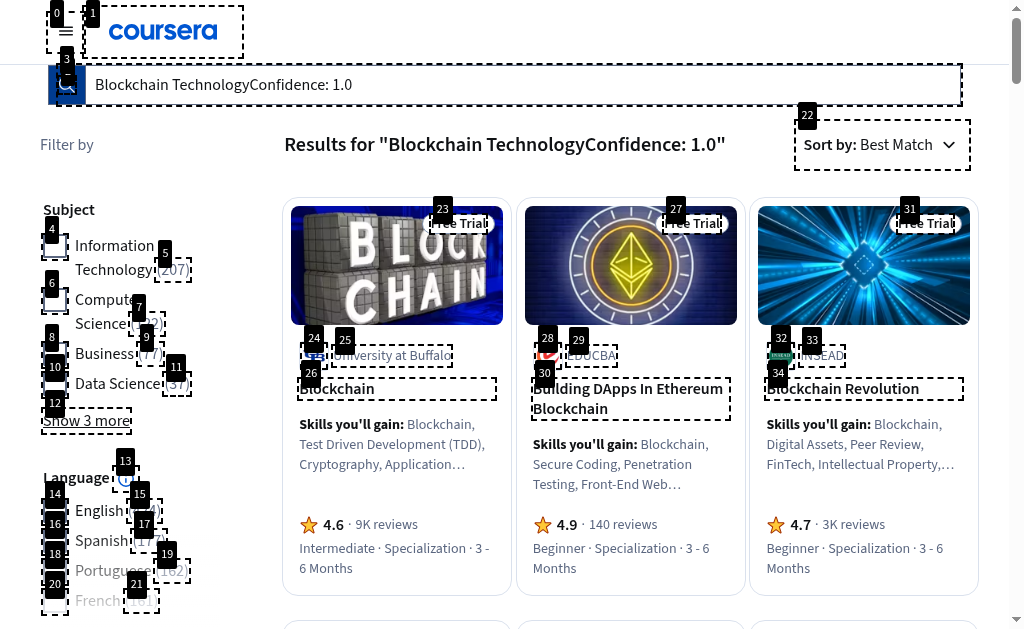 0
1
coursera
3
Blockchain TechnologyConfidence: 1.0
22
Filter by
Results for "Blockchain TechnologyConfidence: 1.0"
Sort by: Best Match
Subject
4
Information
5
Technology (207)
6
7
Science
8
9
Business (77)
10
11
Data Science (37)
12
Show 3 more
13
Language
14
15
English
16
17
Spanish (177)
18
19
Portuguese (162)
20
21
French (161)
23
Free Trial
BLOCK
CHAIN
24
25
University at Buffalo
26
Blockchain
Skills you'll gain: Blockchain,
Test Driven Development (TDD),
Cryptography, Application…
4.6 · 9K reviews
Intermediate · Specialization · 3 -
6 Months
27
Free Trial
28
29
EDUCBA
30
Building DApps In Ethereum
Blockchain
Skills you'll gain: Blockchain,
Secure Coding, Penetration
Testing, Front-End Web…
4.9 · 140 reviews
Beginner · Specialization · 3 - 6
Months
31
Free Trial
32
33
INSEAD
34
Blockchain Revolution
Skills you'll gain: Blockchain,
Digital Assets, Peer Review,
FinTech, Intellectual Property,…
4.7 · 3K reviews
Beginner · Specialization · 3 - 6
Months